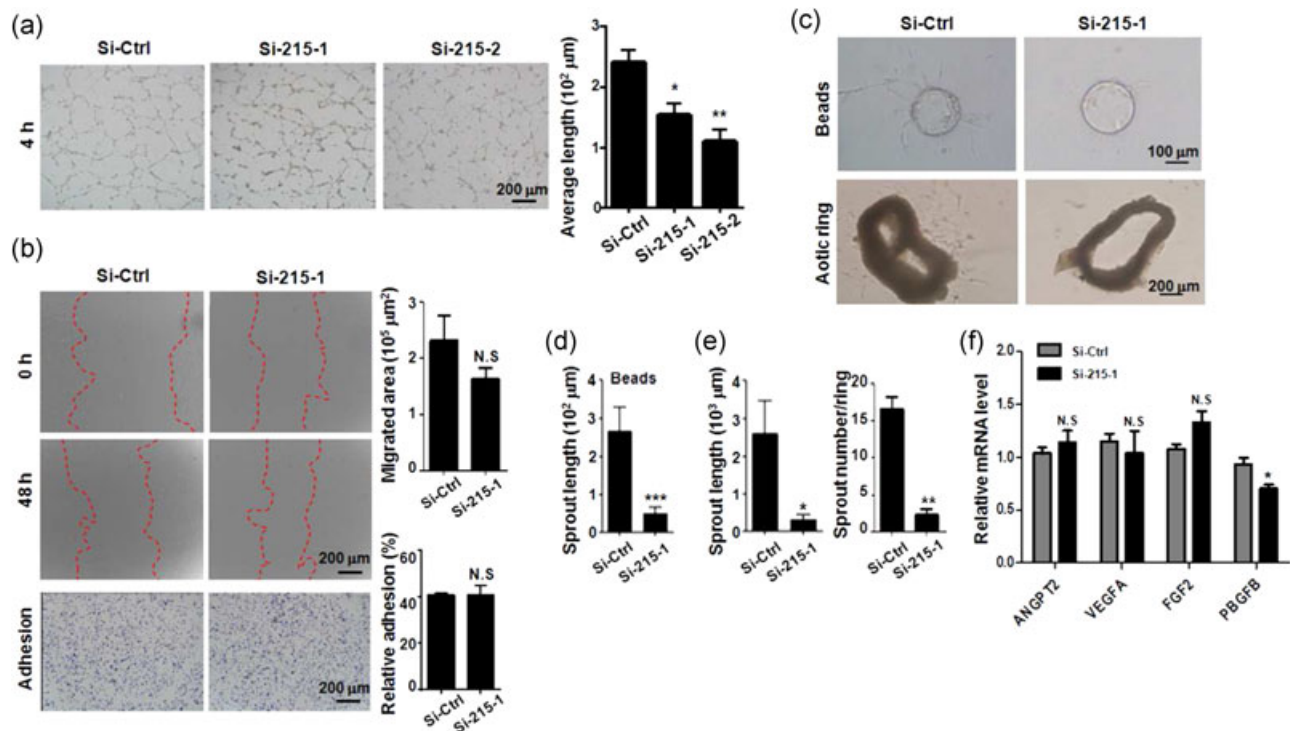 (a)
Si-Ctrl Si-215-1 Si-215-2
4 h
200 µm
Average length (10² µm)
3
2
1
0
*
**
Si-Ctrl
Si-215-1
Si-215-2
(b)
Si-Ctrl Si-215-1
0 h
48 h
200 µm
Adhesion
200 µm
Migrated area (10⁵ µm²)
3
2
1
0
N.S
Si-Ctrl
Si-215-1
Relative adhesion (%)
60
40
20
0
N.S
Si-Ctrl
Si-215-1
(c)
Si-Ctrl Si-215-1
Beads
100 µm
Aotic ring
200 µm
(d)
Beads
Sprout length (10² µm)
4
3
2
1
0
***
Si-Ctrl
Si-215-1
(e)
Sprout length (10³ µm)
4
3
2
1
0
*
Si-Ctrl
Si-215-1
Sprout number/ring
20
15
10
5
0
**
Si-Ctrl
Si-215-1
(f)
Si-Ctrl
Si-215-1
Relative mRNA level
2.0
1.5
1.0
0.5
0.0
N.S
N.S
N.S
*
ANGPT2
VEGFA
FGF2
PBGFB